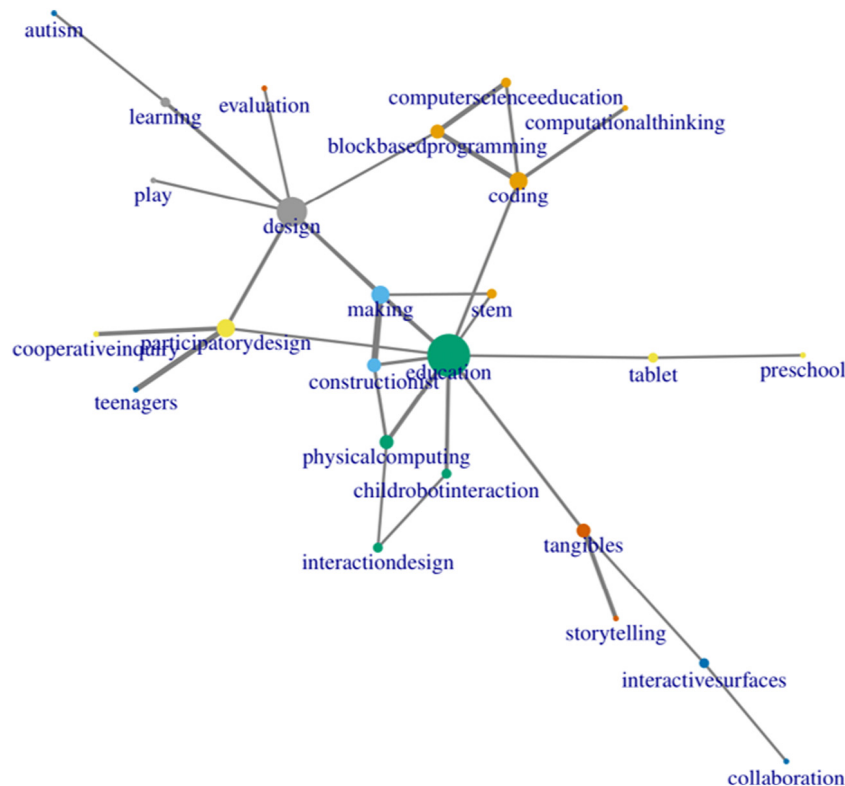 autism
computerscienceeducation
evaluation
learning
computationalthinking
blockbasedprogramming
play
coding
design
making
stem
cooperativeinquiry
participatorydesign
education
preschool
tablet
constructionist
teenagers
physicalcomputing
childrobotinteraction
tangibles
interactiondesign
storytelling
interactivesurfaces
collaboration